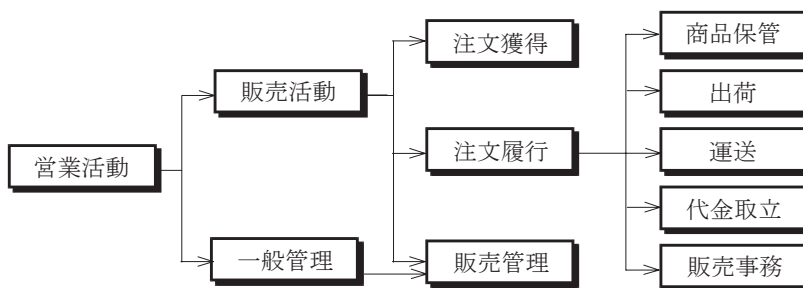 営業活動
販売活動
一般管理
注文獲得
注文履行
販売管理
商品保管
出荷
運送
代金取立
販売事務